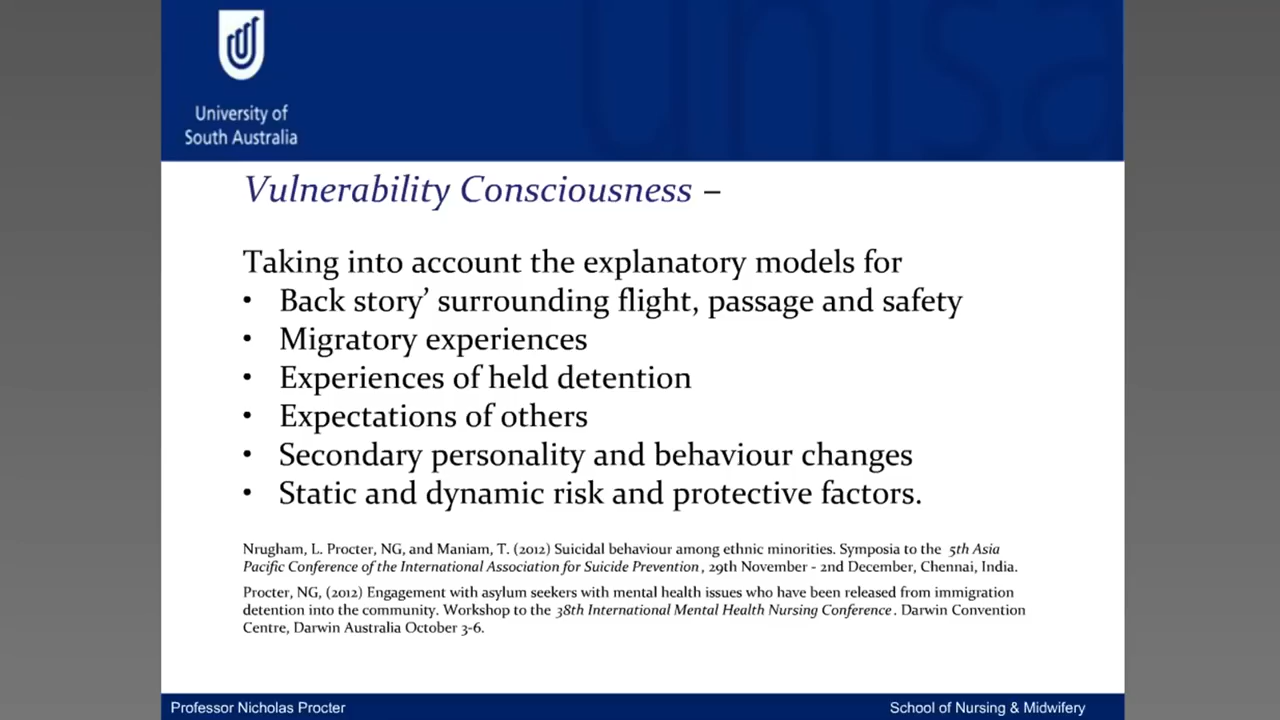 unisa
University of
South Australia
Vulnerability Consciousness –
Taking into account the explanatory models for
• Back story’ surrounding flight, passage and safety
• Migratory experiences
• Experiences of held detention
• Expectations of others
• Secondary personality and behaviour changes
• Static and dynamic risk and protective factors.
Nrugham, L. Procter, NG, and Maniam, T. (2012) Suicidal behaviour among ethnic minorities. Symposia to the 5th Asia
Pacific Conference of the International Association for Suicide Prevention, 29th November - 2nd December, Chennai, India.
Procter, NG, (2012) Engagement with asylum seekers with mental health issues who have been released from immigration
detention into the community. Workshop to the 38th International Mental Health Nursing Conference. Darwin Convention
Centre, Darwin Australia October 3-6.
Professor Nicholas Procter
School of Nursing & Midwifery